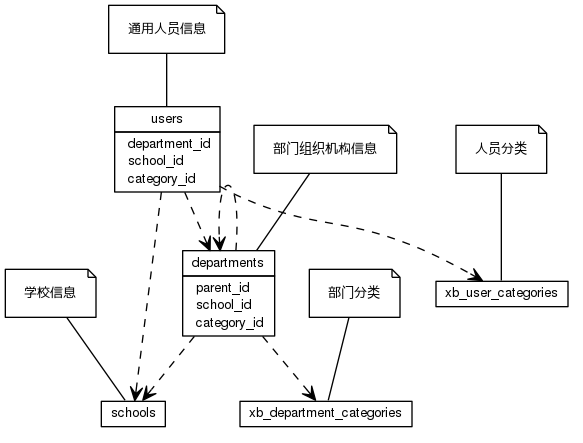 通用人员信息
users
department_id
school_id
category_id
部门组织机构信息
人员分类
departments
parent_id
school_id
category_id
学校信息
部门分类
xb_user_categories
schools
xb_department_categories